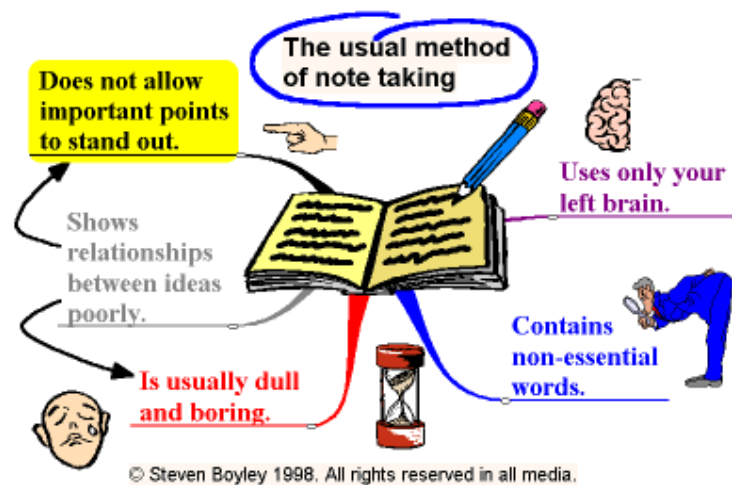 The usual method
of note taking
Does not allow
important points
to stand out.
Uses only your
left brain.
Shows
relationships
between ideas
poorly.
Contains
non-essential
words.
Is usually dull
and boring.
© Steven Boyley 1998. All rights reserved in all media.